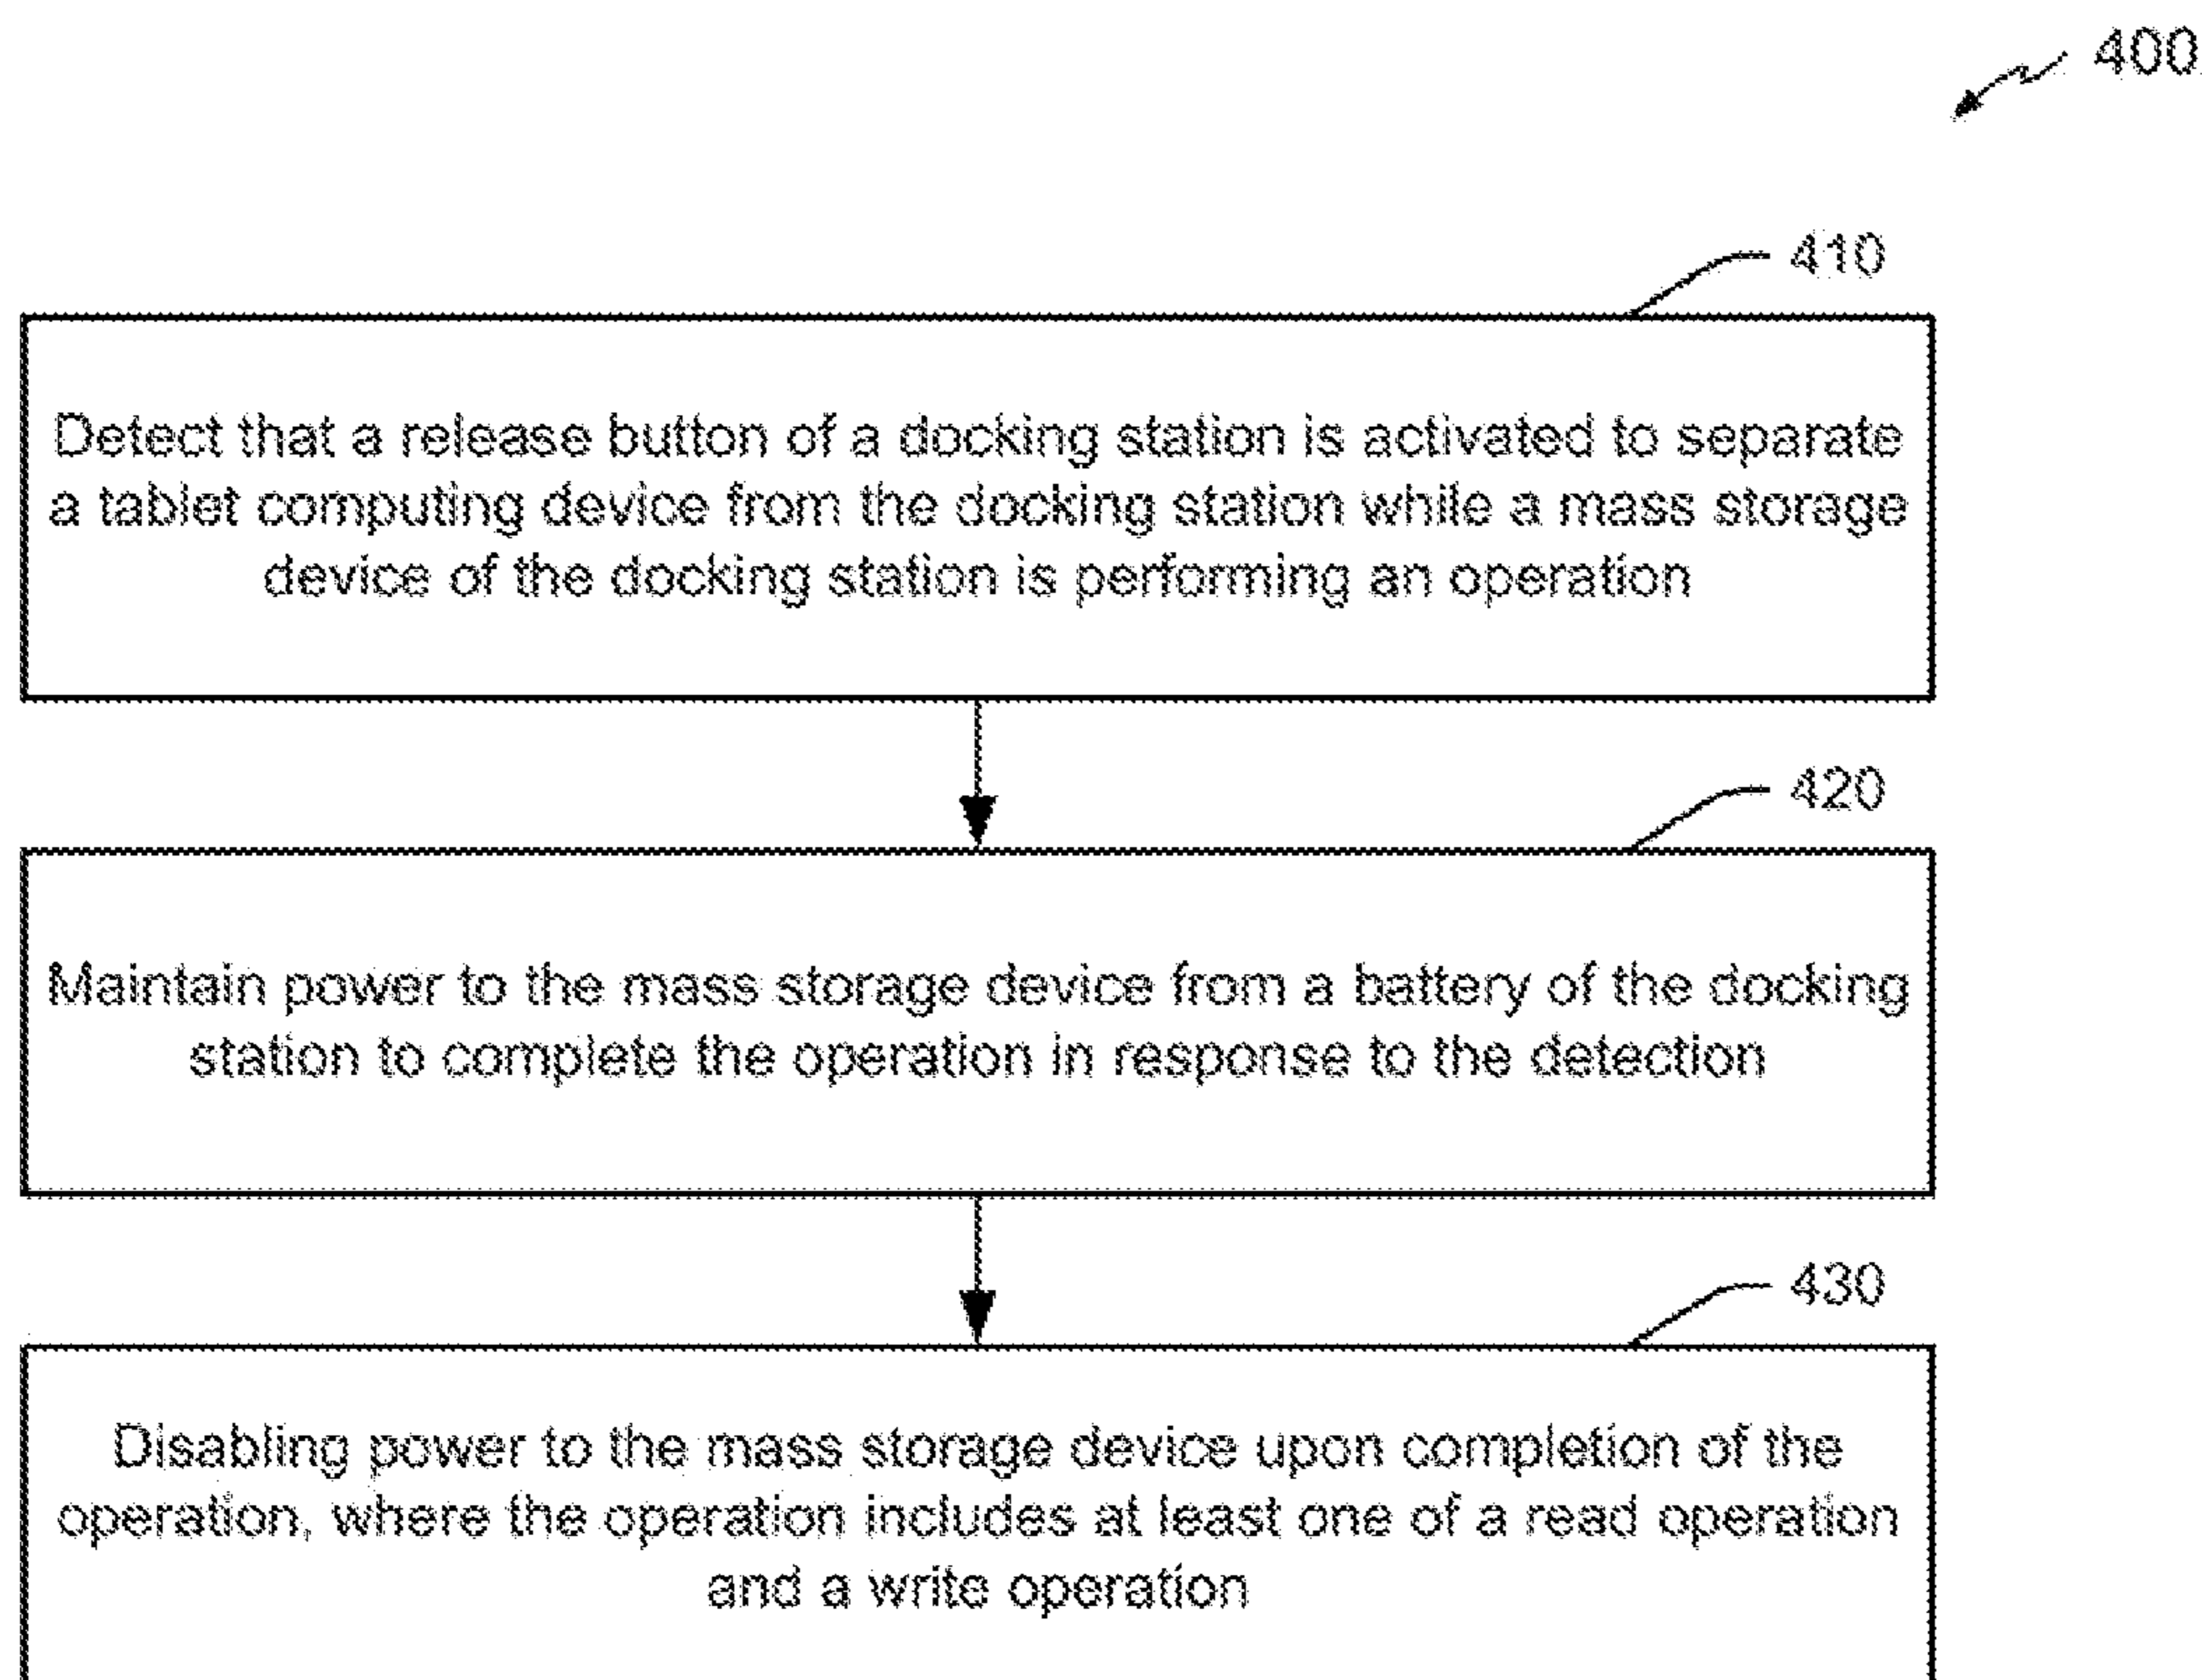 400
410
Detect that a release button of a docking station is activated to separate
a tablet computing device from the docking station while a mass storage
device of the docking station is performing an operation
420
Maintain power to the mass storage device from a battery of the docking
station to complete the operation in response to the detection
430
Disabling power to the mass storage device upon completion of the
operation, where the operation includes at least one of a read operation
and a write operation